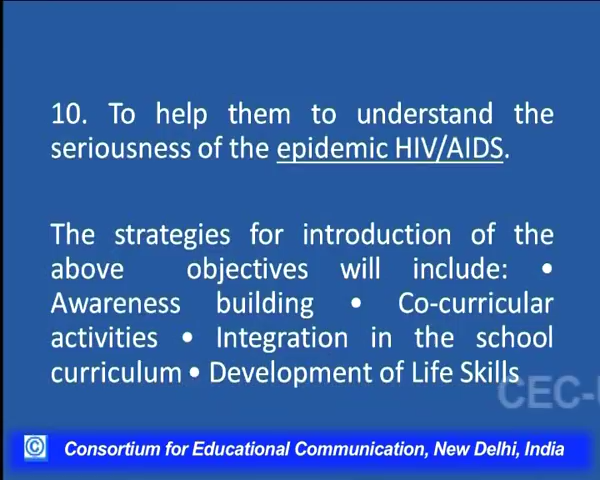 10. To help them to understand the
seriousness of the epidemic HIV/AIDS.
The strategies for introduction of the
above objectives will include: •
Awareness building • Co-curricular
activities • Integration in the school
curriculum • Development of Life Skills
CEC-U
© Consortium for Educational Communication, New Delhi, India